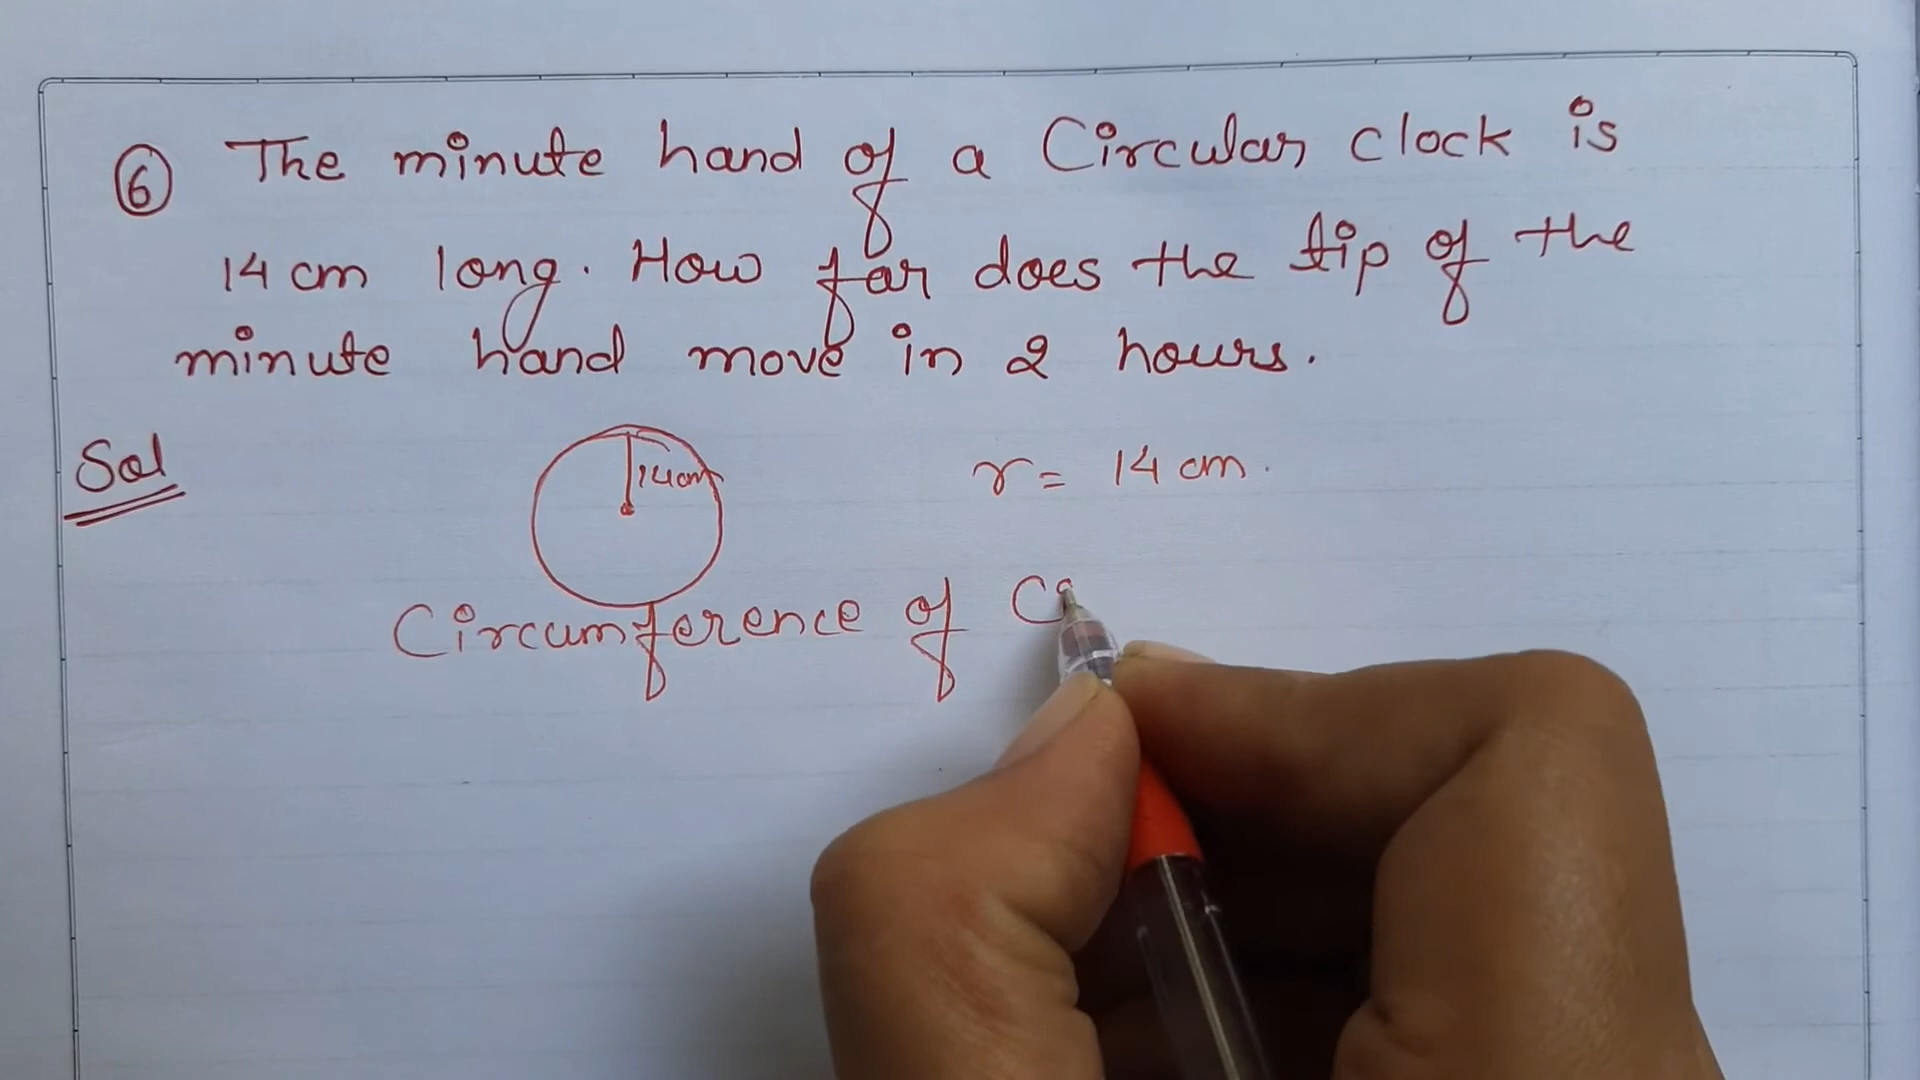 ⑥ The minute hand of a Circular clock is
14 cm long. How far does the tip of the
minute hand move in 2 hours.
Sol
14cm
r = 14 cm.
Circumference of Ci